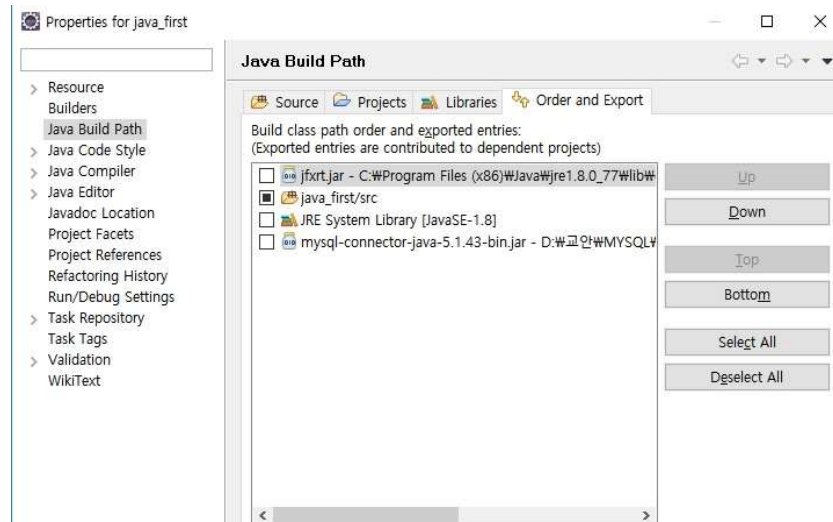 Properties for java_first
Resource
Builders
Java Build Path
Java Code Style
Java Compiler
Java Editor
Javadoc Location
Project Facets
Project References
Refactoring History
Run/Debug Settings
Task Repository
Task Tags
Validation
WikiText
Java Build Path
Source Projects Libraries Order and Export
Build class path order and exported entries:
(Exported entries are contributed to dependent projects)
jfxrt.jar - C:₩Program Files (x86)₩Java₩jre1.8.0_77₩lib₩
java_first/src
JRE System Library [JavaSE-1.8]
mysql-connector-java-5.1.43-bin.jar - D:₩교안₩MYSQL₩
Up
Down
Top
Bottom
Select All
Deselect All